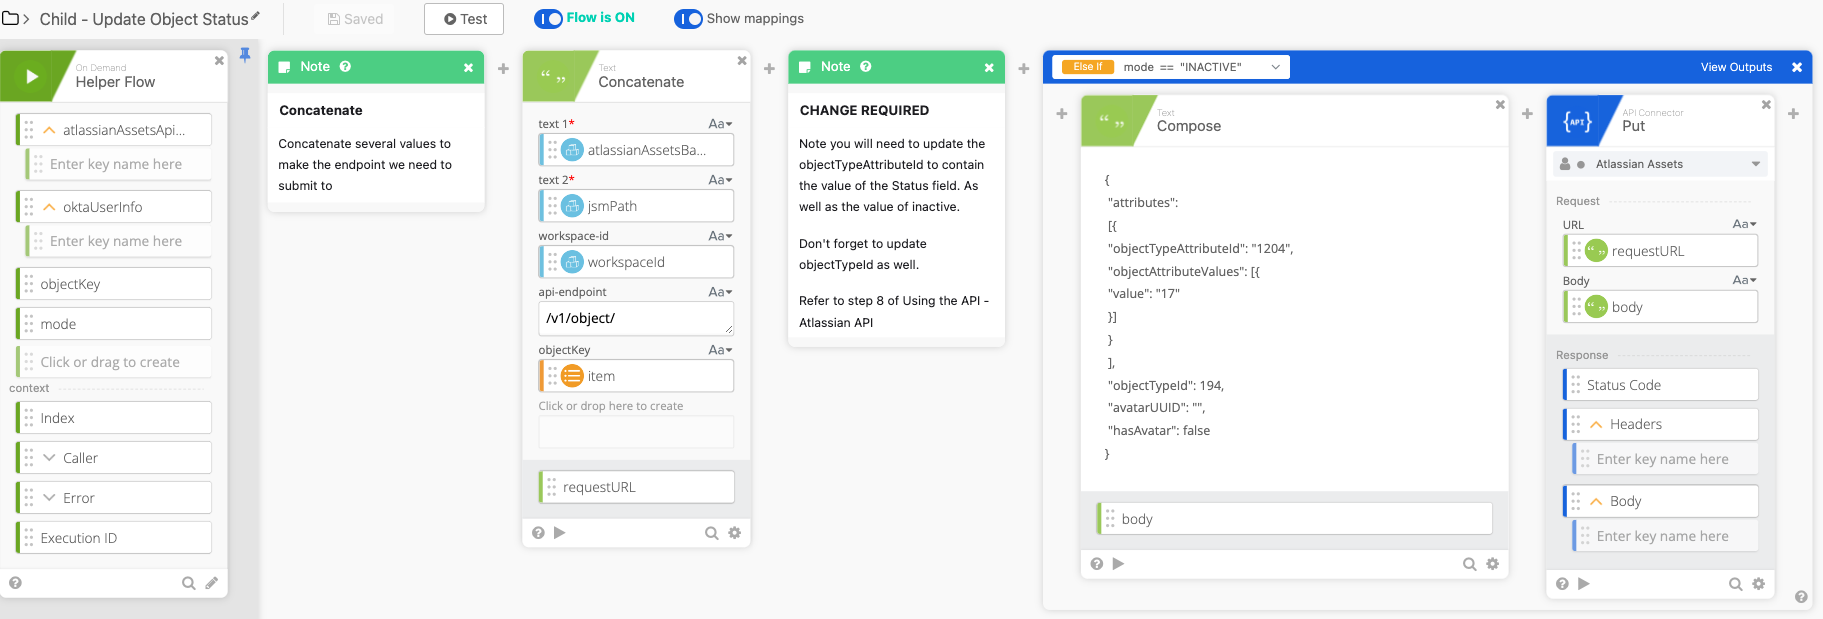 Child - Update Object Status
Saved
Test
Flow is ON
Show mappings
On Demand
Helper Flow
atlassianAssetsApi...
Enter key name here
oktaUserInfo
Enter key name here
objectKey
mode
Click or drag to create
context
Index
Caller
Error
Execution ID
Note
Concatenate
Concatenate several values to
make the endpoint we need to
submit to
Text
Concatenate
text 1*
Aa
atlassianAssetsBa...
text 2*
Aa
jsmPath
workspace-id
Aa
workspaceId
api-endpoint
Aa
/v1/object/
objectKey
Aa
item
Click or drop here to create
requestURL
Note
CHANGE REQUIRED
Note you will need to update the
objectTypeAttributeId to contain
the value of the Status field. As
well as the value of inactive.
Don't forget to update
objectTypeId as well.
Refer to step 8 of Using the API -
Atlassian API
Else If
mode == "INACTIVE"
View Outputs
Text
Compose
{
"attributes":
[{
"objectTypeAttributeId": "1204",
"objectAttributeValues": [{
"value": "17"
}]
}
],
"objectTypeId": 194,
"avatarUUID": "",
"hasAvatar": false
}
body
{API}
API Connector
Put
Atlassian Assets
Request
URL
Aa
requestURL
Body
Aa
body
Response
Status Code
Headers
Enter key name here
Body
Enter key name here